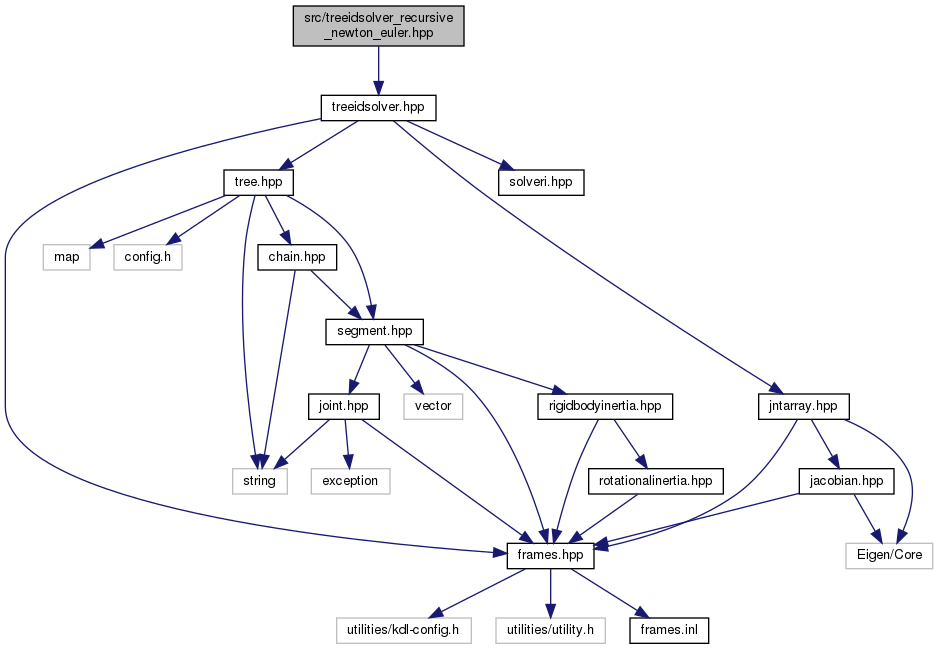 src/treeidsolver_recursive
_newton_euler.hpp
treeidsolver.hpp
tree.hpp
solveri.hpp
map
config.h
chain.hpp
segment.hpp
joint.hpp
vector
rigidbodyinertia.hpp
jntarray.hpp
string
exception
rotationalinertia.hpp
jacobian.hpp
frames.hpp
Eigen/Core
utilities/kdl-config.h
utilities/utility.h
frames.inl